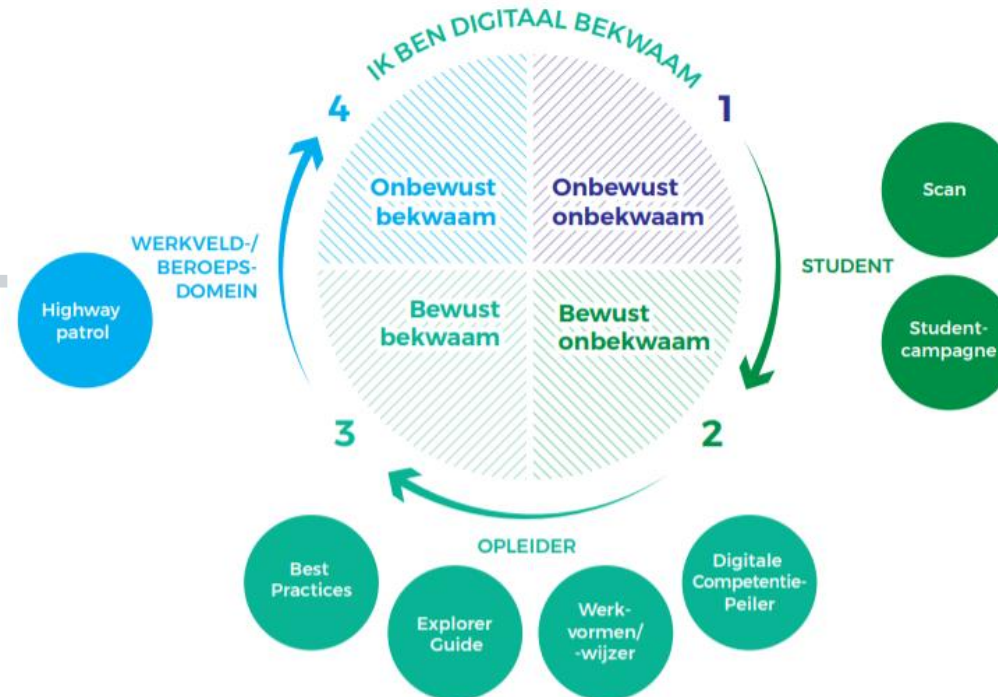 IK BEN DIGITAAL BEKWAAM
4
1
Onbewust
bekwaam
Onbewust
onbekwaam
Scan
WERKVELD-/
BEROEPS-
DOMEIN
STUDENT
Highway
patrol
Bewust
bekwaam
Bewust
onbekwaam
Student-
campagne
3
2
OPLEIDER
Best
Practices
Explorer
Guide
Werk-
vormen/
-wijzer
Digitale
Competentie-
Peiler